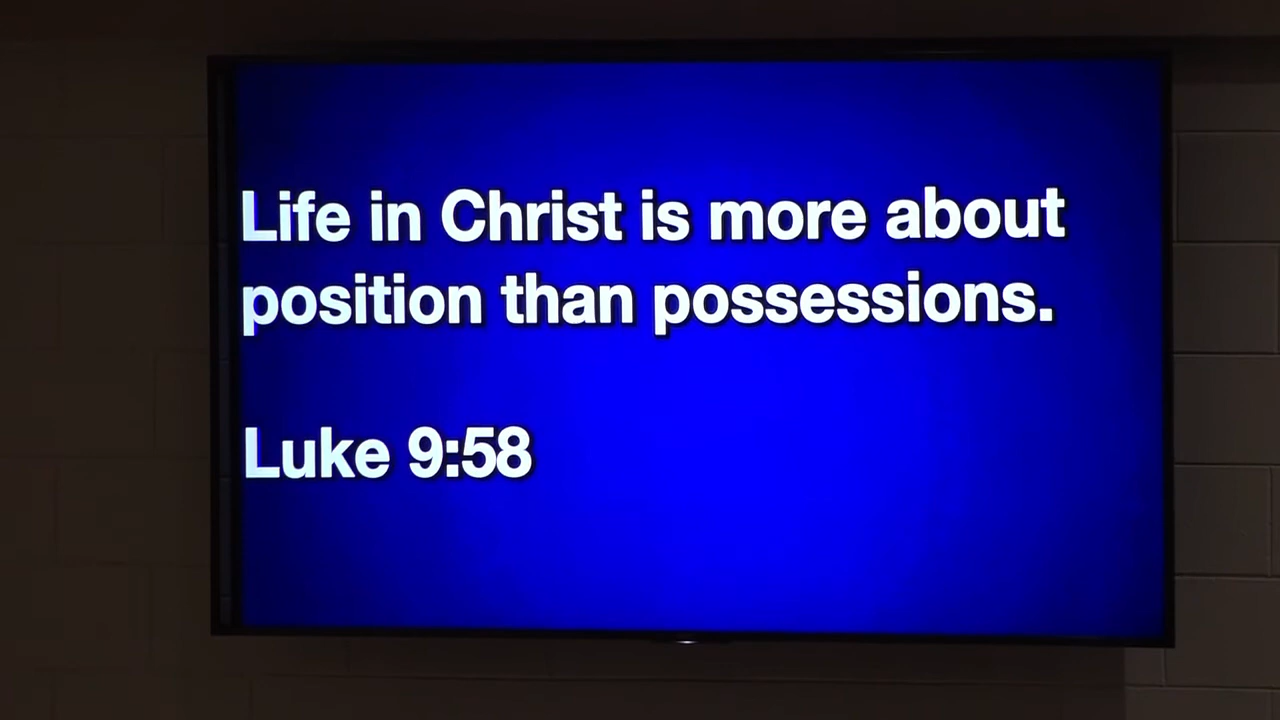 Life in Christ is more about
position than possessions.
Luke 9:58